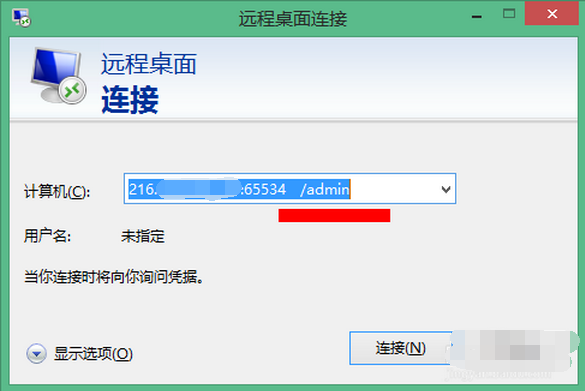 远程桌面连接
远程桌面
连接
计算机(C): 216. :65534 /admin
用户名: 未指定
当你连接时将向你询问凭据。
显示选项(O) 连接(N)